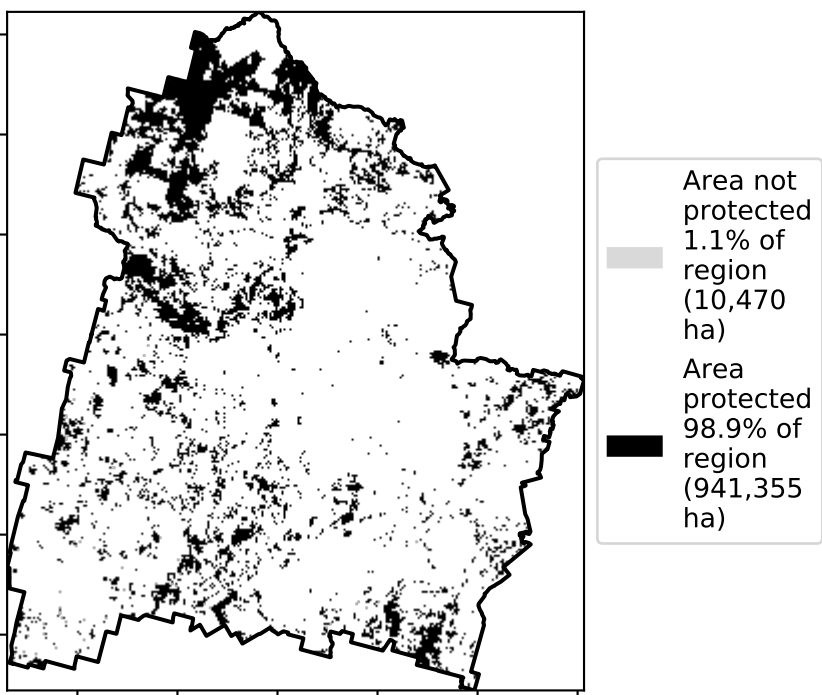 Area not
protected
1.1% of
region
(10,470
ha)
Area
protected
98.9% of
region
(941,355
ha)